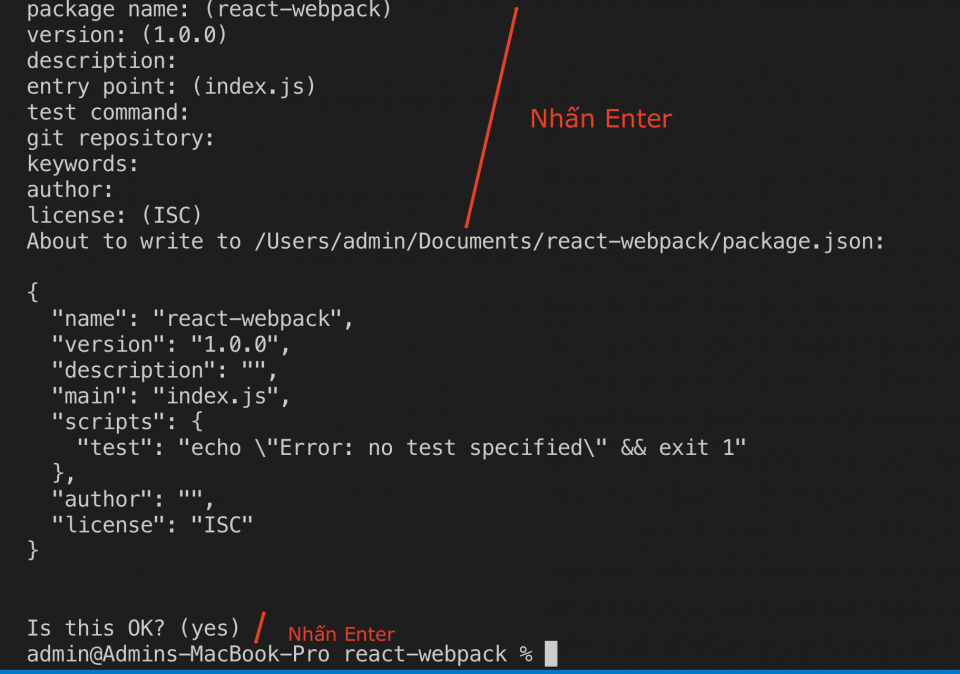 package name: (react-webpack)
version: (1.0.0)
description:
entry point: (index.js)
test command:
Nhấn Enter
git repository:
keywords:
author:
license: (ISC)
About to write to /Users/admin/Documents/react-webpack/package.json:
{
"name": "react-webpack",
"version": "1.0.0",
"description": "",
"main": "index.js",
"scripts": {
"test": "echo \"Error: no test specified\" && exit 1"
},
"author": "",
"license": "ISC"
}
Is this OK? (yes)
Nhấn Enter
admin@Admins-MacBook-Pro react-webpack %